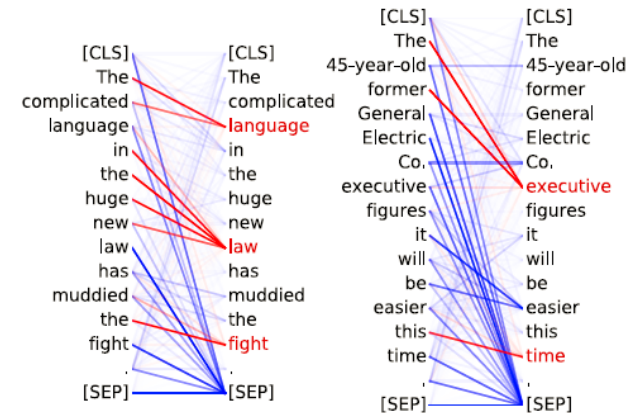 [CLS] [CLS]
The The
complicated complicated
language language
in in
the the
huge huge
new new
law law
has has
muddied muddied
the the
fight fight
. .
[SEP] [SEP]
[CLS] [CLS]
The The
45-year-old 45-year-old
former former
General General
Electric Electric
Co. Co.
executive executive
figures figures
it it
will will
be be
easier easier
this this
time time
. .
[SEP] [SEP]